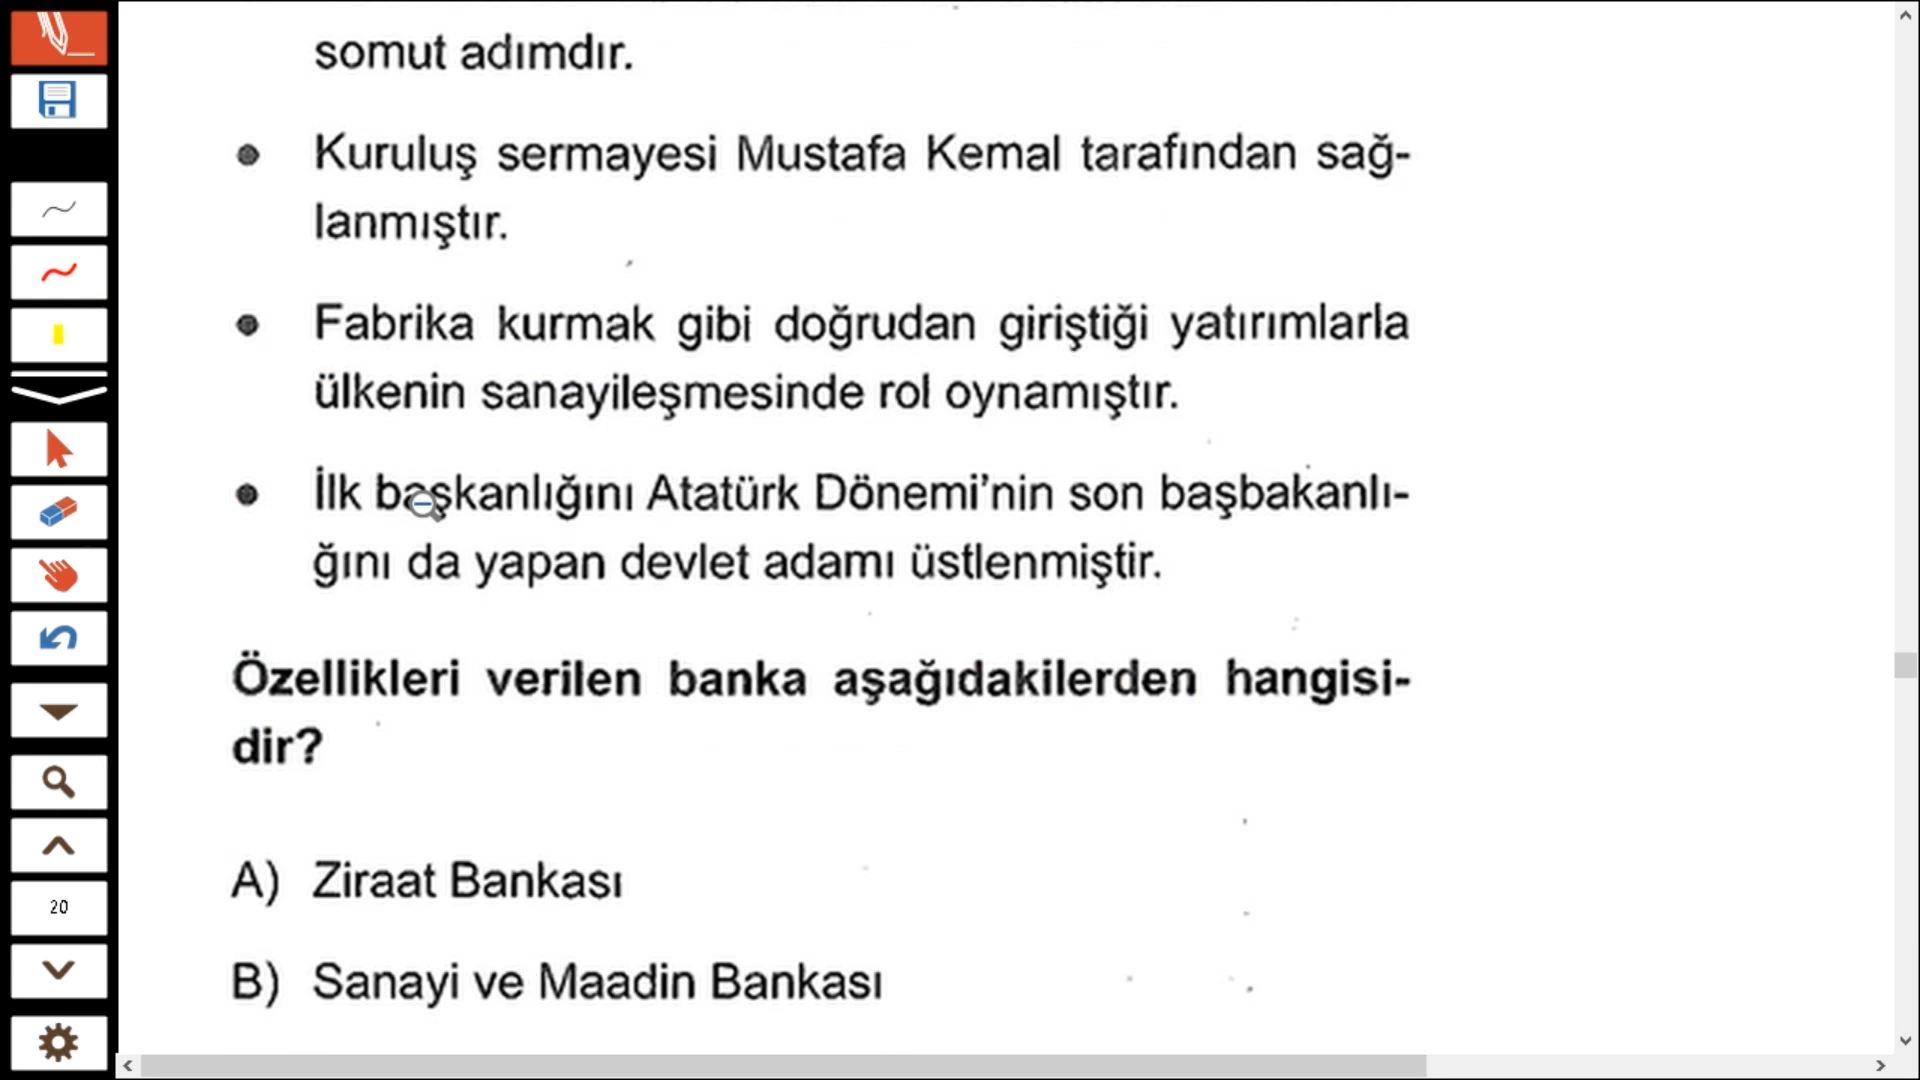 somut adımdır.
● Kuruluş sermayesi Mustafa Kemal tarafından sağ-
lanmıştır.
● Fabrika kurmak gibi doğrudan giriştiği yatırımlarla
ülkenin sanayileşmesinde rol oynamıştır.
● İlk başkanlığını Atatürk Dönemi'nin son başbakanlı-
ğını da yapan devlet adamı üstlenmiştir.
Özellikleri verilen banka aşağıdakilerden hangisi-
dir?
A) Ziraat Bankası
B) Sanayi ve Maadin Bankası
20